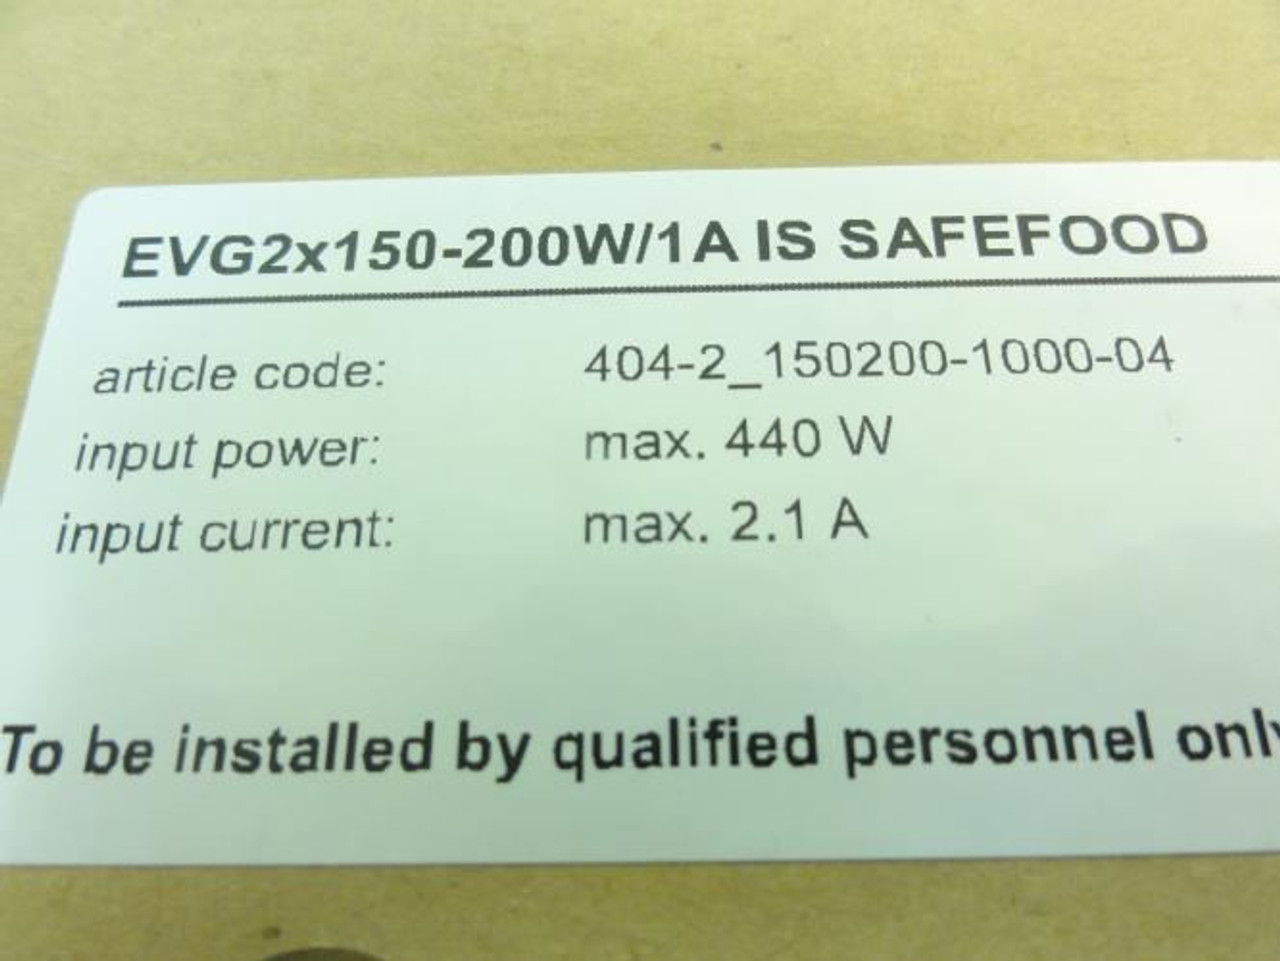 EVG2x150-200W/1A IS SAFEFOOD
article code: 404-2_150200-1000-04
input power: max. 440 W
input current: max. 2.1 A
To be installed by qualified personnel only